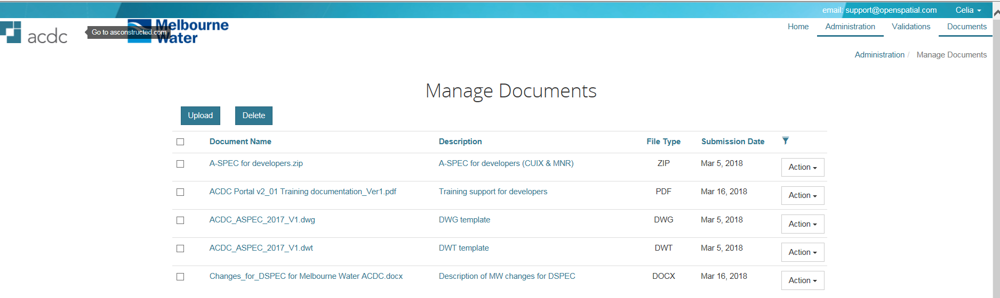 email: support@openspatial.com Celia
acdc Go to asconstructed.com Melbourne Water Home Administration Validations Documents
Administration / Manage Documents
Manage Documents
Upload Delete
Document Name Description File Type Submission Date
A-SPEC for developers.zip A-SPEC for developers (CUIX & MNR) ZIP Mar 5, 2018 Action
ACDC Portal v2_01 Training documentation_Ver1.pdf Training support for developers PDF Mar 16, 2018 Action
ACDC_ASPEC_2017_V1.dwg DWG template DWG Mar 5, 2018 Action
ACDC_ASPEC_2017_V1.dwt DWT template DWT Mar 5, 2018 Action
Changes_for_DSPEC for Melbourne Water ACDC.docx Description of MW changes for DSPEC DOCX Mar 16, 2018 Action